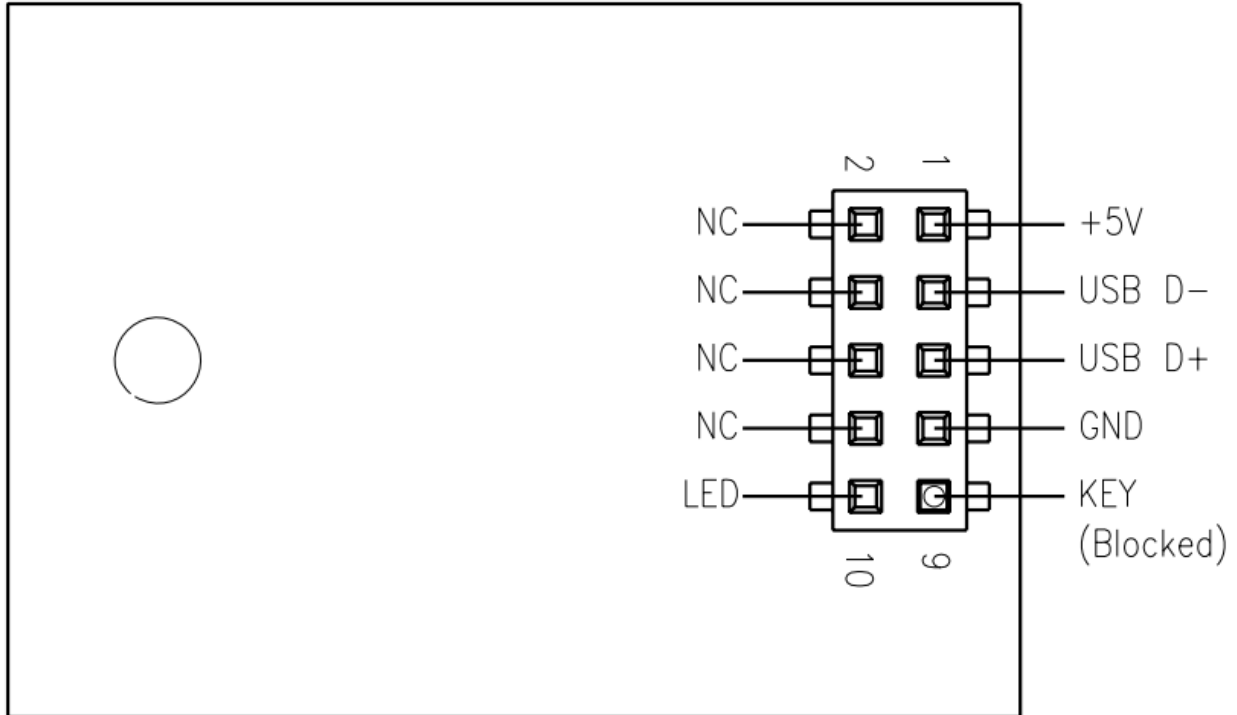 2 1
NC +5V
NC USB D-
NC USB D+
NC GND
LED KEY
(Blocked)
10 9